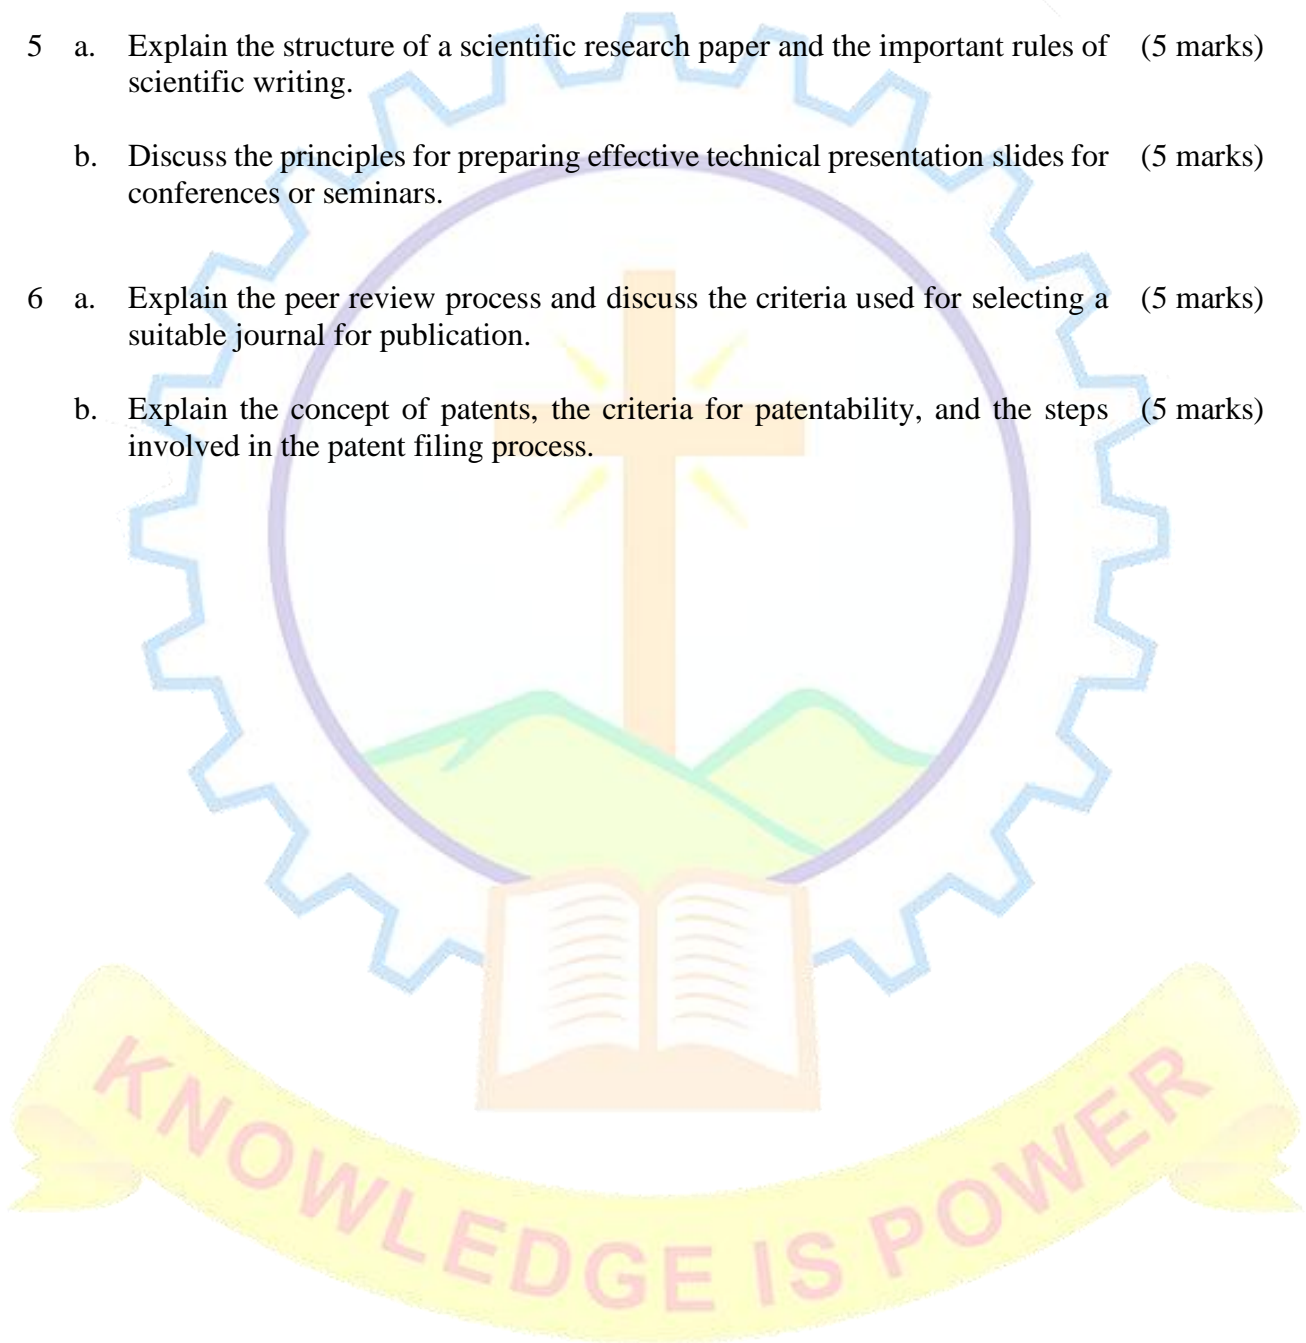 5 a. Explain the structure of a scientific research paper and the important rules of (5 marks)
scientific writing.
b. Discuss the principles for preparing effective technical presentation slides for (5 marks)
conferences or seminars.
6 a. Explain the peer review process and discuss the criteria used for selecting a (5 marks)
suitable journal for publication.
b. Explain the concept of patents, the criteria for patentability, and the steps (5 marks)
involved in the patent filing process.
KNOWLEDGE IS POWER